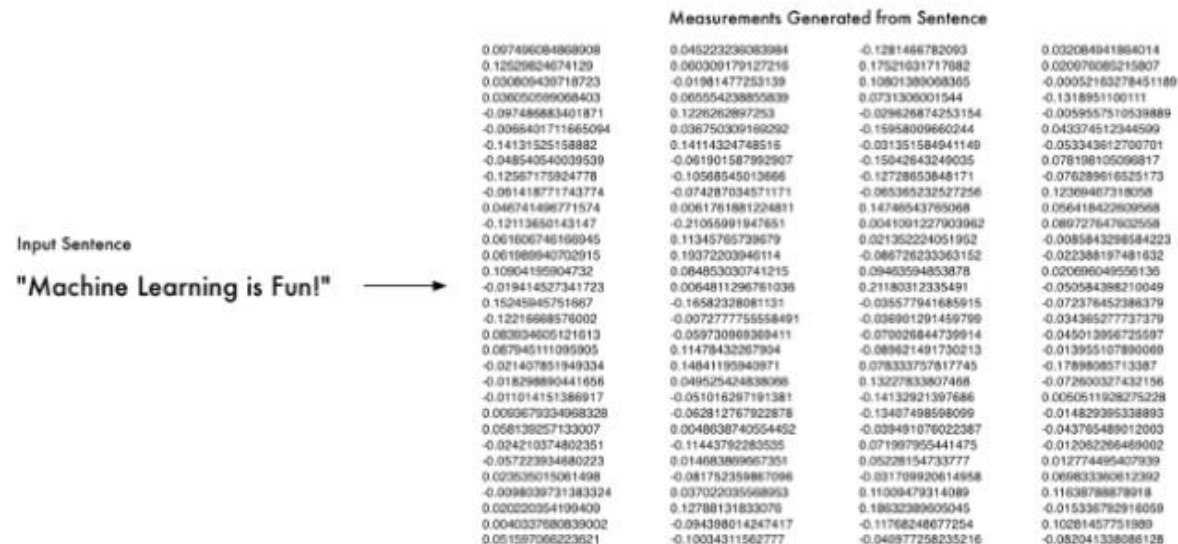 Input Sentence
"Machine Learning is Fun!"
Measurements Generated from Sentence
0.097496084868908 0.045223236083984 -0.1281466782093 0.032084941864014
0.12529824674129 0.060309179127216 0.17521631717682 0.020976085215807
0.030809439718723 -0.01981477253139 0.10801389068365 -0.00052163278451189
0.036050599068403 0.065554238855839 0.0731306001544 -0.1318951100111
-0.097486883401871 0.1226262897253 -0.029626874253154 -0.0059557510539889
-0.0066401711665094 0.036750309169292 -0.15958009660244 0.043374512344599
-0.14131525158882 0.14114324748516 -0.031351584941149 -0.053343612700701
-0.048540540039539 -0.061901587992907 -0.15042643249035 0.078198105096817
-0.12567175924778 -0.10568545013666 -0.12728653848171 -0.076289616525173
-0.061418771743774 -0.074287034571171 -0.065365232527256 0.12369467318058
0.046741496771574 0.0061761881224811 0.14746543765068 0.056418422609568
-0.12113650143147 -0.21055991947651 0.0041091227903962 0.089727647602558
0.061606746166945 0.11345765739679 0.021352224051952 -0.0085843298584223
0.061989940702915 0.19372203946114 -0.086726233363152 -0.022388197481632
0.10904195904732 0.084853030741215 0.09463594853878 0.020696049556136
-0.019414527341723 0.0064811296761036 0.21180312335491 -0.050584398210049
0.15245945751667 -0.16582328081131 -0.035577941685915 -0.072376452386379
-0.12216668576002 -0.0072777755558491 -0.036901291459799 -0.034365277737379
0.083934605121613 -0.059730969369411 -0.070026844739914 -0.045013956725597
0.087945111095905 0.11478432267904 -0.089621491730213 -0.013955107890069
-0.021407851949334 0.14841195940971 0.078333757817745 -0.17898085713387
-0.018298890441656 0.049525424838066 0.13227833807468 -0.072600327432156
-0.011014151386917 -0.051016297191381 -0.14132921397686 0.0050511928275228
0.0093679334968328 -0.062812767922878 -0.13407498598099 -0.014829395338893
0.058139257133007 0.0048638740554452 -0.039491076022387 -0.043765489012003
-0.024210374802351 -0.11443792283535 0.071997955441475 -0.012062266469002
-0.057223934680223 0.014683869667351 0.05228154733777 0.012774495407939
0.023535015061498 -0.081752359867096 -0.031709920614958 0.069833360612392
-0.0098039731383324 0.037022035568953 0.11009479314089 0.11638788878918
0.020220354199409 0.12788131833076 0.18632389605045 -0.015336792916059
0.0040337680839002 -0.094398014247417 -0.11768248677254 0.10281457751989
0.051597066223621 -0.10034311562777 -0.040977258235216 -0.082041338086128